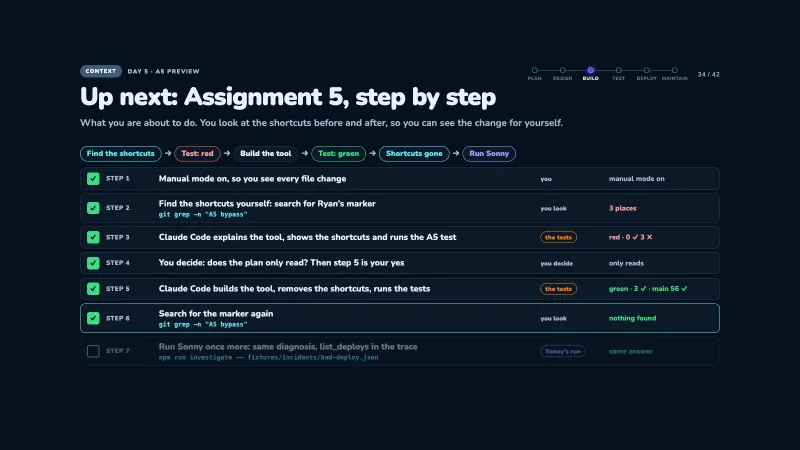 CONTEXT DAY 5 · A5 PREVIEW
PLAN DESIGN BUILD TEST DEPLOY MAINTAIN 34 / 42
Up next: Assignment 5, step by step
What you are about to do. You look at the shortcuts before and after, so you can see the change for yourself.
Find the shortcuts → Test: red → Build the tool → Test: green → Shortcuts gone → Run Sonny
STEP 1 Manual mode on, so you see every file change you manual mode on
STEP 2 Find the shortcuts yourself: search for Ryan's marker you look 3 places
git grep -n "A5 bypass"
STEP 3 Claude Code explains the tool, shows the shortcuts and runs the A5 test the tests red · 0 ✓ 3 ✕
STEP 4 You decide: does the plan only read? Then step 5 is your yes you decide only reads
STEP 5 Claude Code builds the tool, removes the shortcuts, runs the tests the tests green · 3 ✓ · main 56 ✓
STEP 6 Search for the marker again you look nothing found
git grep -n "A5 bypass"
STEP 7 Run Sonny once more: same diagnosis, list_deploys in the trace Sonny's run same answer
npm run investigate -- fixtures/incidents/bad-deploy.json